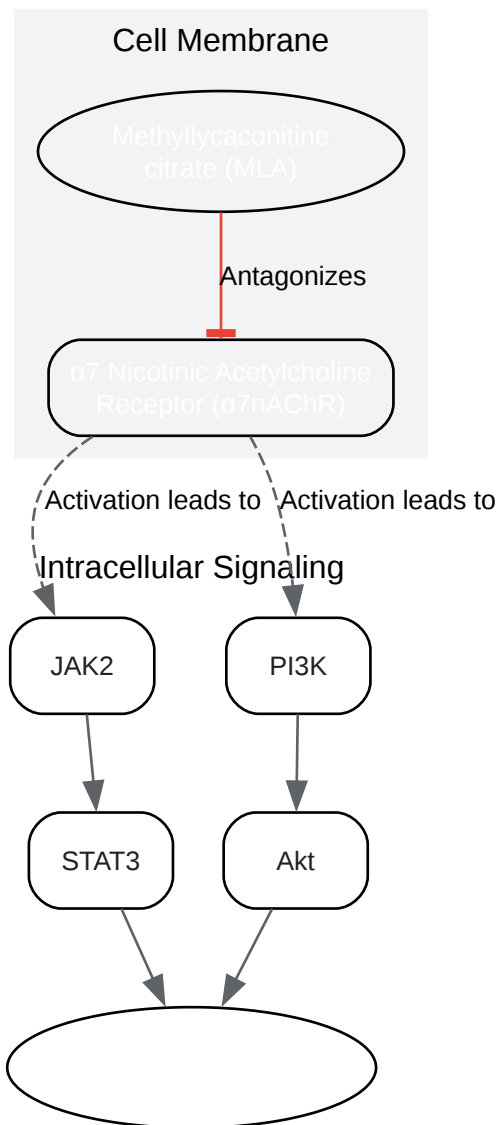 Cell Membrane
Methyllycaconitine
citrate (MLA)
Antagonizes
α7 Nicotinic Acetylcholine
Receptor (α7nAChR)
Activation leads to
Activation leads to
Intracellular Signaling
JAK2
PI3K
STAT3
Akt